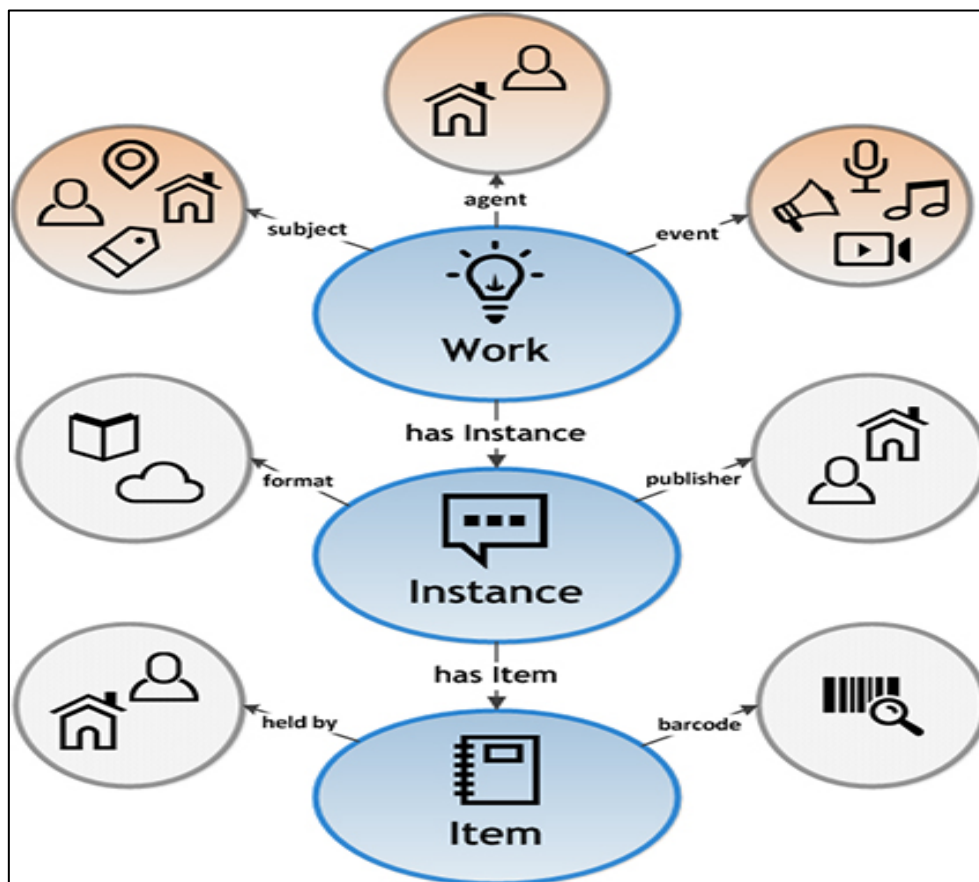 agent
subject
event
Work
has Instance
format
publisher
Instance
has Item
held by
barcode
Item